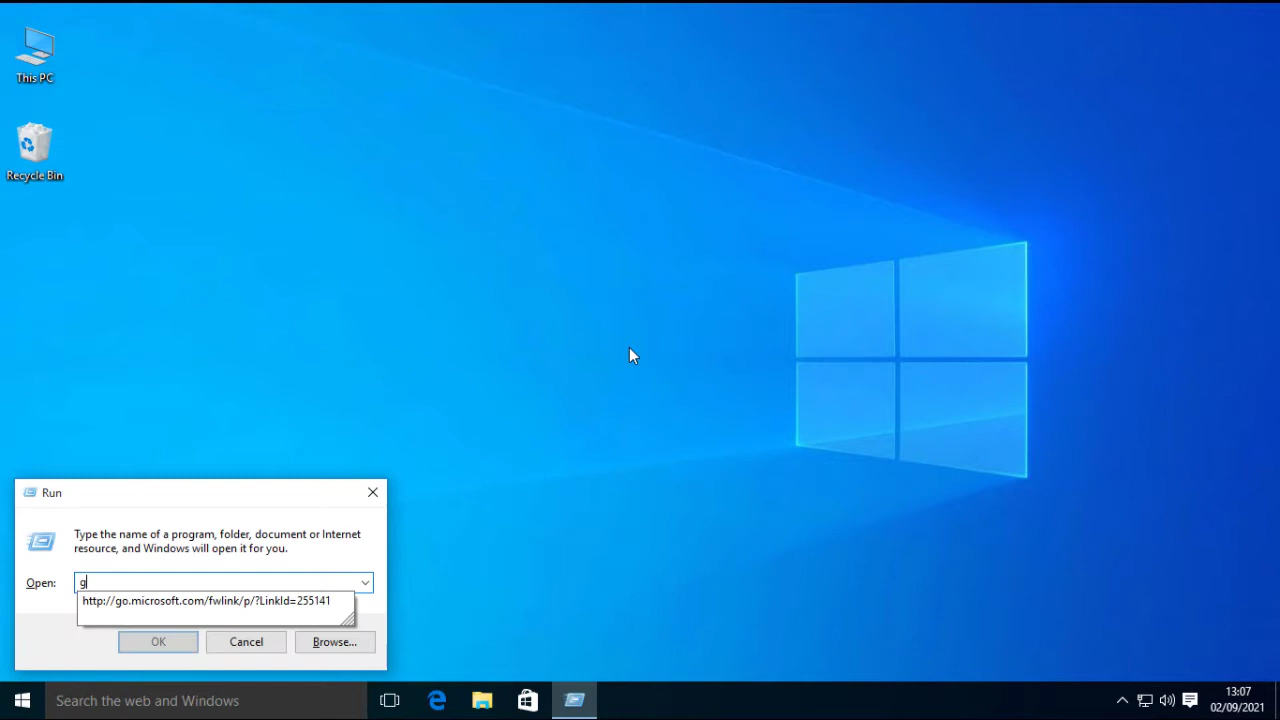 This PC
Recycle Bin
Run
Type the name of a program, folder, document or Internet
resource, and Windows will open it for you.
Open:
g
http://go.microsoft.com/fwlink/p/?LinkId=255141
OK
Cancel
Browse...
Search the web and Windows
13:07
02/09/2021